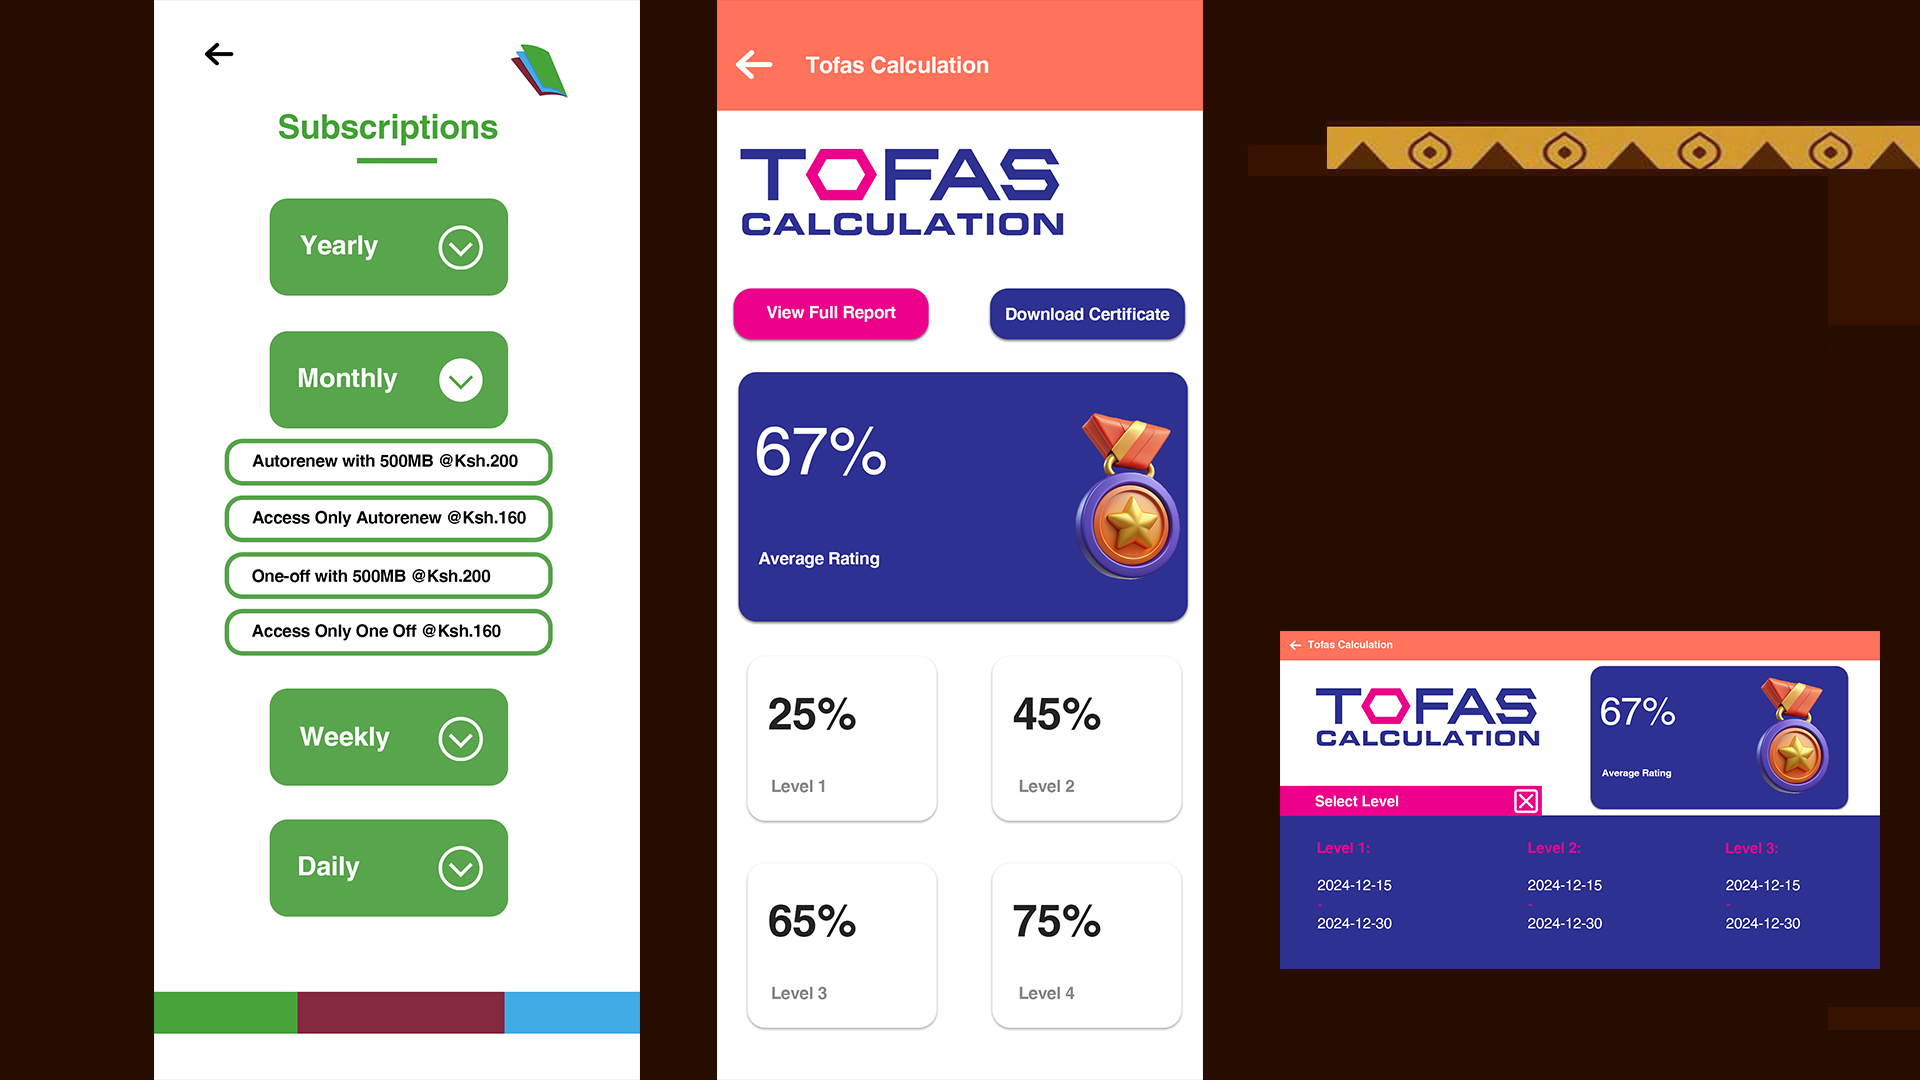 Subscriptions
Yearly
Monthly
Autorenew with 500MB @Ksh.200
Access Only Autorenew @Ksh.160
One-off with 500MB @Ksh.200
Access Only One Off @Ksh.160
Weekly
Daily
Tofas Calculation
TOFAS
CALCULATION
View Full Report
Download Certificate
67%
Average Rating
25%
Level 1
45%
Level 2
65%
Level 3
75%
Level 4
Tofas Calculation
TOFAS
CALCULATION
67%
Average Rating
Select Level
Level 1:
2024-12-15
-
2024-12-30
Level 2:
2024-12-15
-
2024-12-30
Level 3:
2024-12-15
-
2024-12-30